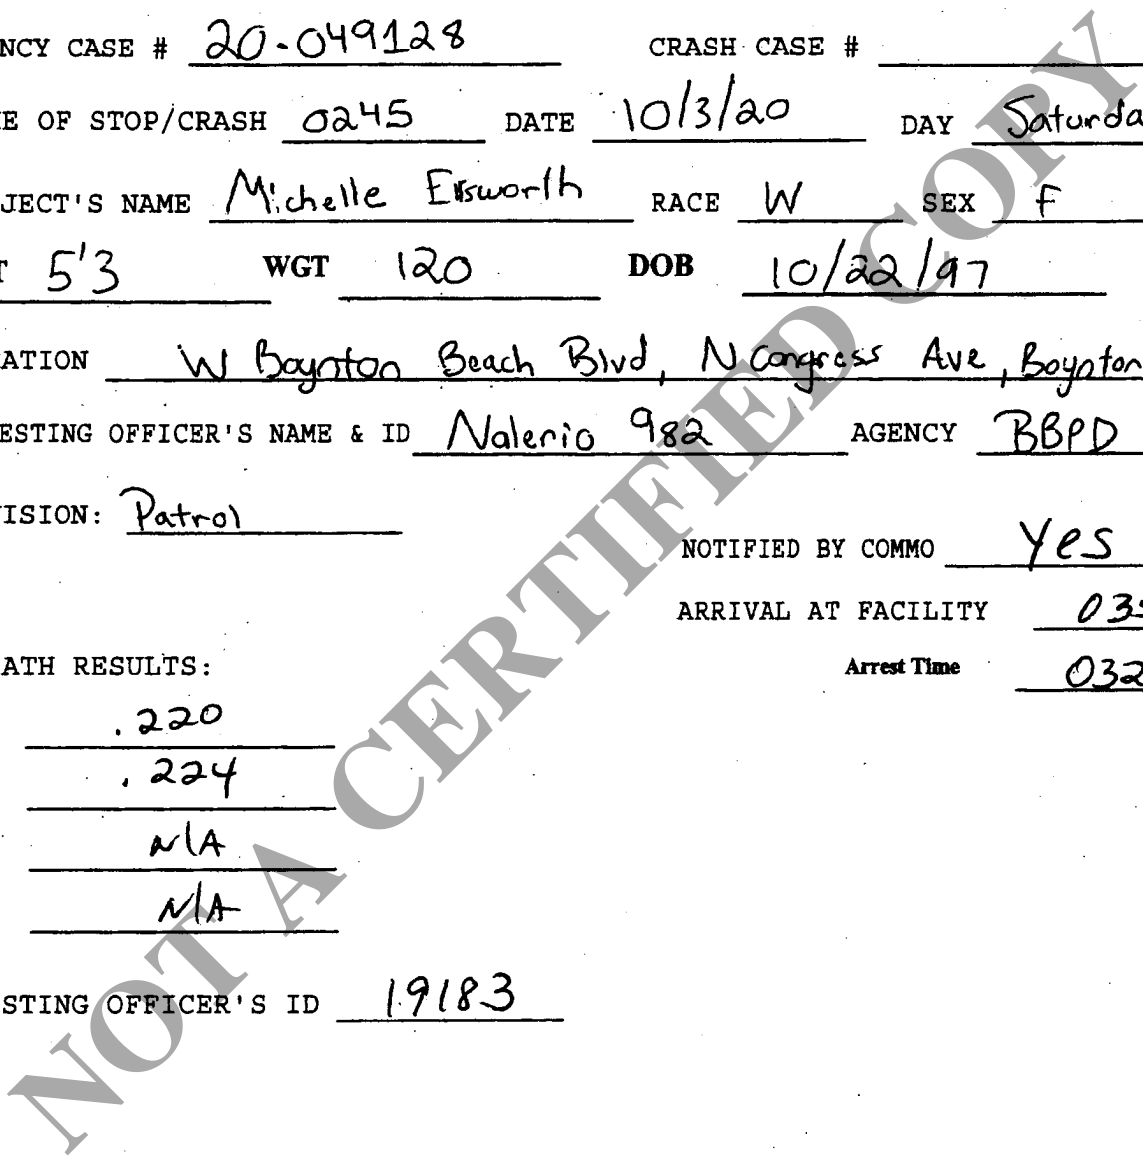 NCY CASE # 20-049128 CRASH CASE #
E OF STOP/CRASH 0245 DATE 10/3/20 DAY Saturda
JECT'S NAME Michelle Ellsworth RACE W SEX F
T 5'3 WGT 120 DOB 10/22/97
ATION W Boynton Beach Blvd, N Congress Ave, Boynton
ESTING OFFICER'S NAME & ID Nalerio 982 AGENCY BBPD
ISION: Patrol
NOTIFIED BY COMMO Yes
ARRIVAL AT FACILITY 03
ATH RESULTS: Arrest Time 032
.220
.224
N/A
N/A
STING OFFICER'S ID 19183
NOT A CERTIFIED COPY